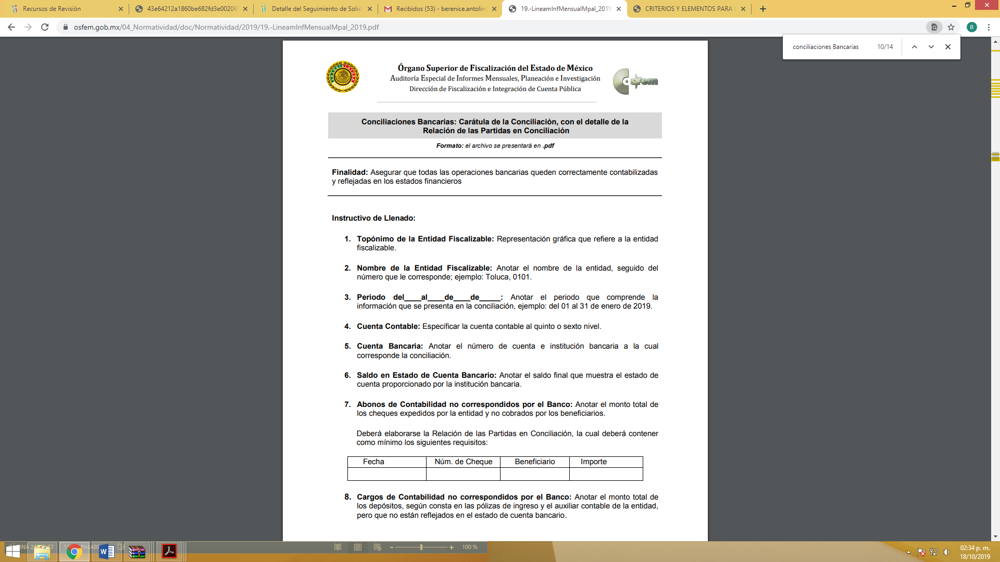 Recursos de Revisión
43e64212a1860be682fd3e00206
Detalle del Seguimiento de Solici
Recibidos (53) - berenice.antolin
19.-LineamInfMensualMpal_2019
CRITERIOS Y ELEMENTOS PARA
osfem.gob.mx/04_Normatividad/doc/Normatividad/2019/19.-LineamInfMensualMpal_2019.pdf
B
conciliaciones Bancarias 10/14
Órgano Superior de Fiscalización del Estado de México
Auditoría Especial de Informes Mensuales, Planeación e Investigación
Dirección de Fiscalización e Integración de Cuenta Pública
osfem
Conciliaciones Bancarias: Carátula de la Conciliación, con el detalle de la
Relación de las Partidas en Conciliación
Formato: el archivo se presentará en .pdf
Finalidad: Asegurar que todas las operaciones bancarias queden correctamente contabilizadas
y reflejadas en los estados financieros
Instructivo de Llenado:
1. Topónimo de la Entidad Fiscalizable: Representación gráfica que refiere a la entidad
fiscalizable.
2. Nombre de la Entidad Fiscalizable: Anotar el nombre de la entidad, seguido del
número que le corresponde; ejemplo: Toluca, 0101.
3. Periodo del____al____de____de_____: Anotar el periodo que comprende la
información que se presenta en la conciliación, ejemplo: del 01 al 31 de enero de 2019.
4. Cuenta Contable: Especificar la cuenta contable al quinto o sexto nivel.
5. Cuenta Bancaria: Anotar el número de cuenta e institución bancaria a la cual
corresponde la conciliación.
6. Saldo en Estado de Cuenta Bancario: Anotar el saldo final que muestra el estado de
cuenta proporcionado por la institución bancaria.
7. Abonos de Contabilidad no correspondidos por el Banco: Anotar el monto total de
los cheques expedidos por la entidad y no cobrados por los beneficiarios.
Deberá elaborarse la Relación de las Partidas en Conciliación, la cual deberá contener
como mínimo los siguientes requisitos:
Fecha Núm. de Cheque Beneficiario Importe
8. Cargos de Contabilidad no correspondidos por el Banco: Anotar el monto total de
los depósitos, según consta en las pólizas de ingreso y el auxiliar contable de la entidad,
pero que no están reflejados en el estado de cuenta bancario.
100 %
02:34 p. m.
18/10/2019